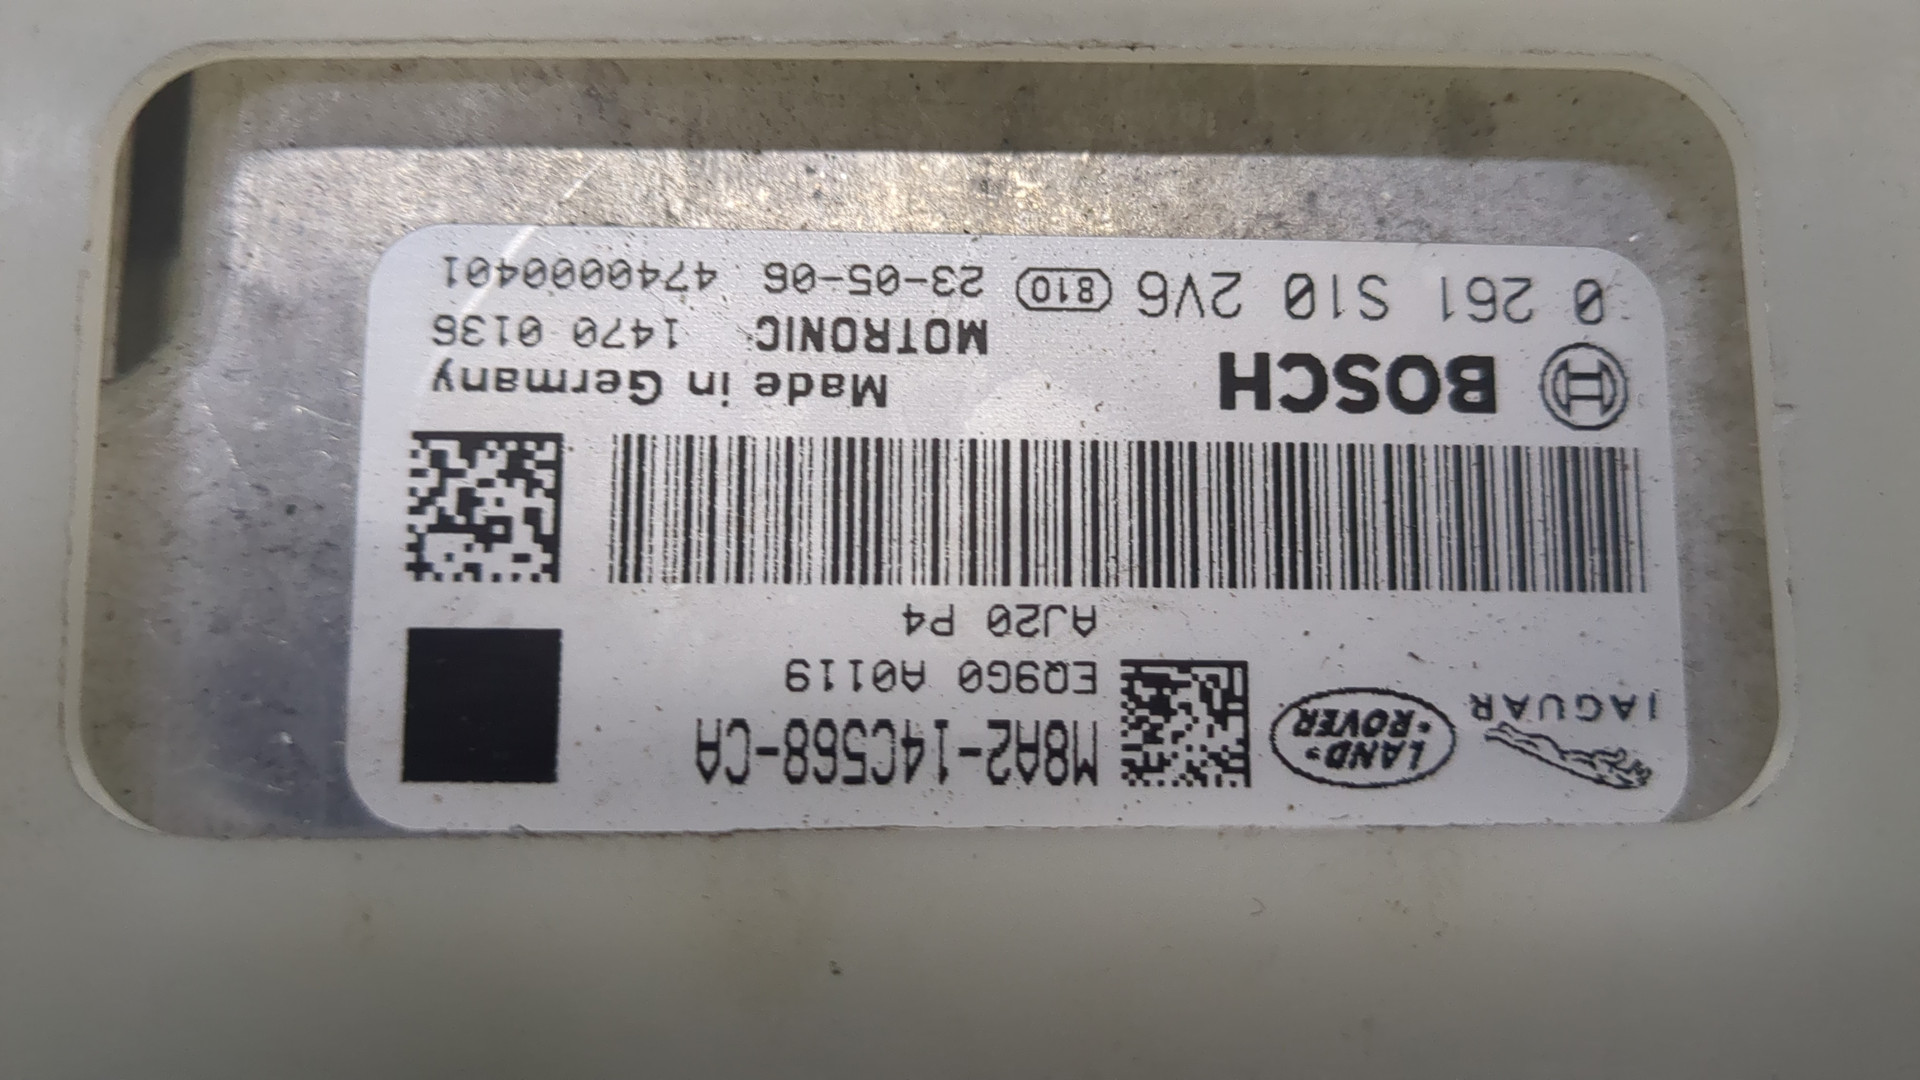 JAGUAR
LAND-
-ROVER
M8A2-14C568-CA
EQ9G0 A0119
AJ20 P4
BOSCH
Made in Germany
MOTRONIC 1470 0136
0 261 S10 2V6 810 23-05-06 4740000401